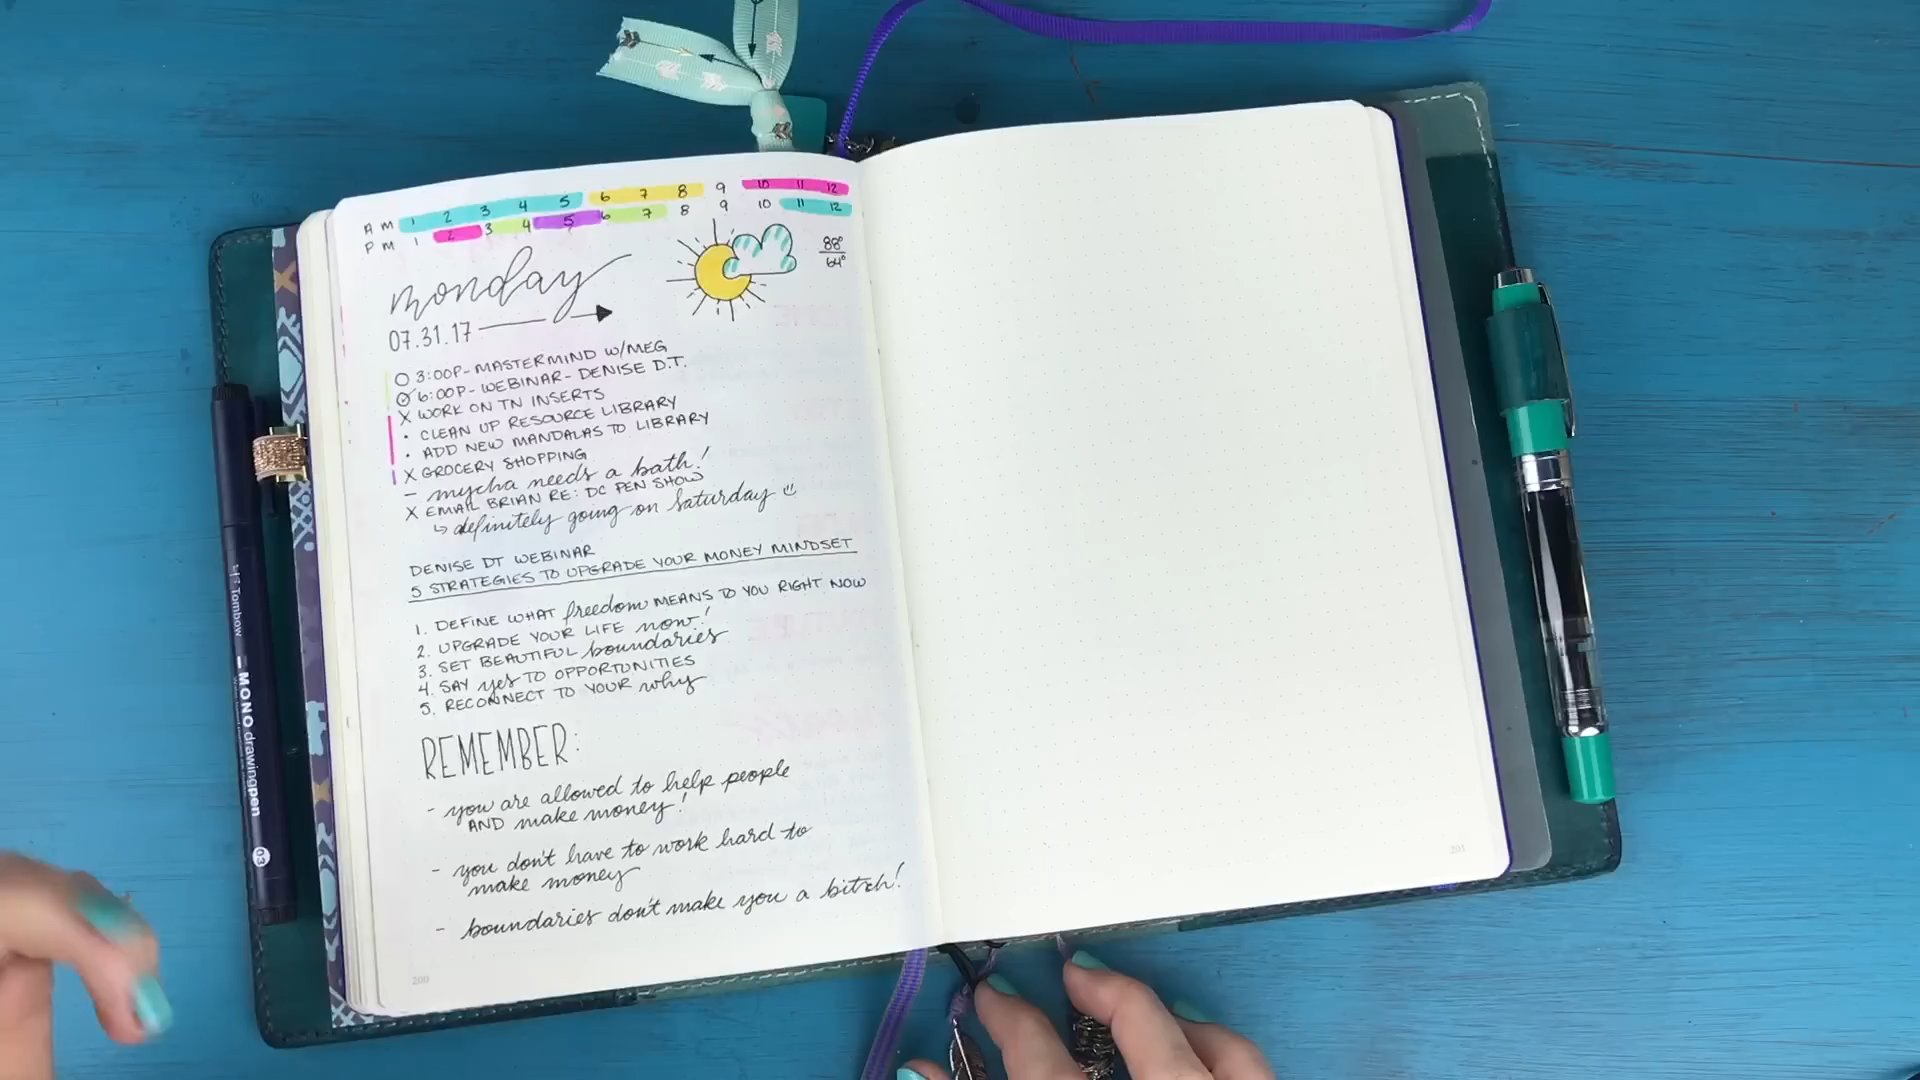 AM 1 2 3 4 5 6 7 8 9 10 11 12
PM 1 2 3 4 5 6 7 8 9 10 11 12
monday
88°
64°
07.31.17
O 3:00P- MASTERMIND W/MEG
6:00P- WEBINAR- DENISE D.T.
X WORK ON TN INSERTS
• CLEAN UP RESOURCE LIBRARY
• ADD NEW MANDALAS TO LIBRARY
X GROCERY SHOPPING
- mycha needs a bath!
X EMAIL BRIAN RE: DC PEN SHOW
↳ definitely going on Saturday
DENISE DT WEBINAR
5 STRATEGIES TO UPGRADE YOUR MONEY MINDSET
1. DEFINE WHAT freedom MEANS TO YOU RIGHT NOW
2. UPGRADE YOUR LIFE now!
3. SET BEAUTIFUL boundaries
4. SAY yes TO OPPORTUNITIES
5. RECONNECT TO YOUR why
REMEMBER:
- you are allowed to help people
AND make money!
- you don't have to work hard to
make money
- boundaries don't make you a bitch!
200
201
Tombow
MONO drawing pen
03